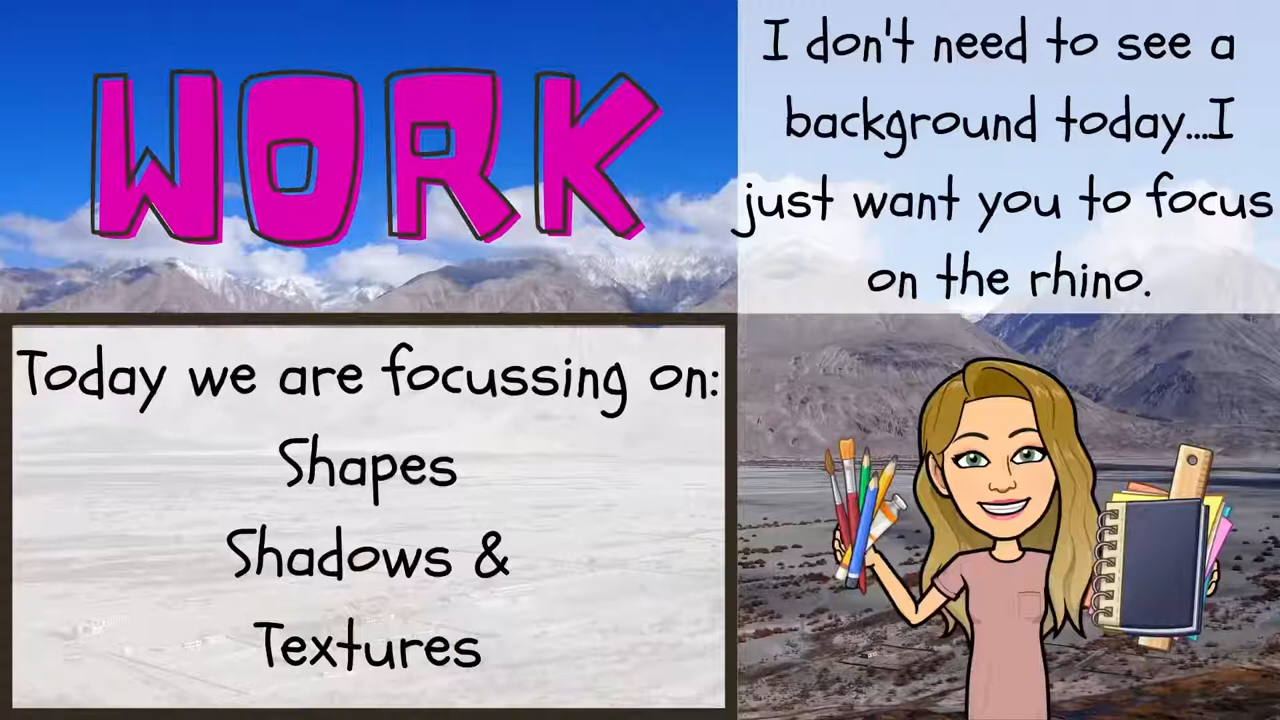 WORK
I don't need to see a
background today...I
just want you to focus
on the rhino.
Today we are focussing on:
Shapes
Shadows &
Textures